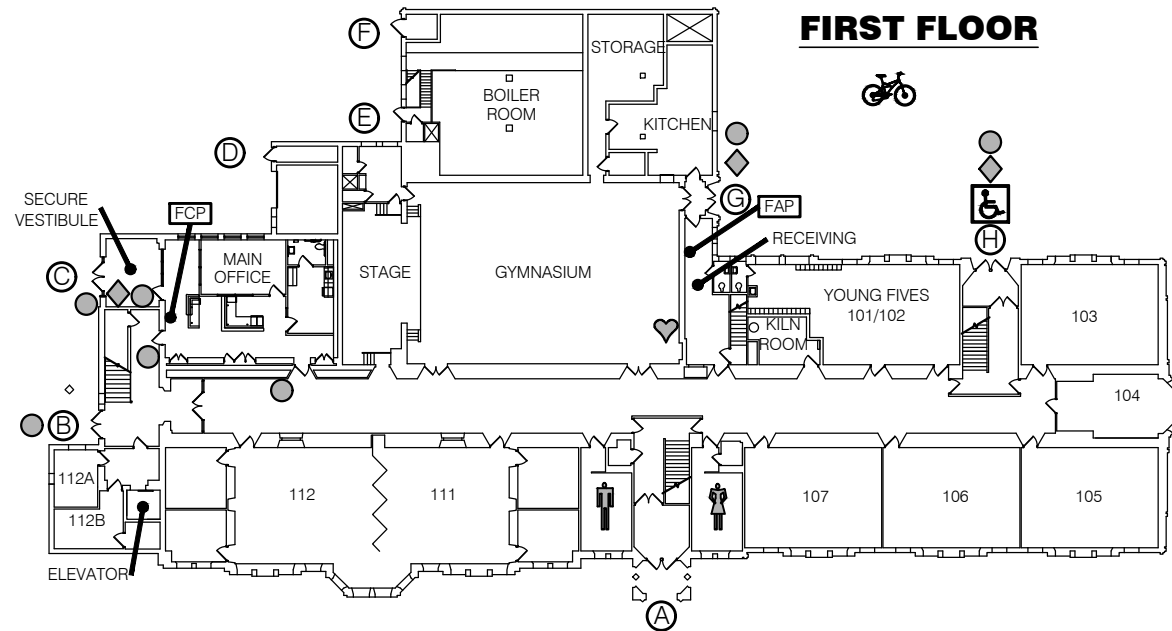 FIRST FLOOR
F
STORAGE
BOILER
ROOM
E
KITCHEN
D
SECURE
VESTIBULE
FCP
G
FAP
RECEIVING
H
C
MAIN
OFFICE
STAGE
GYMNASIUM
YOUNG FIVES
101/102
KILN
ROOM
103
104
B
112A
112B
112
111
107
106
105
ELEVATOR
A